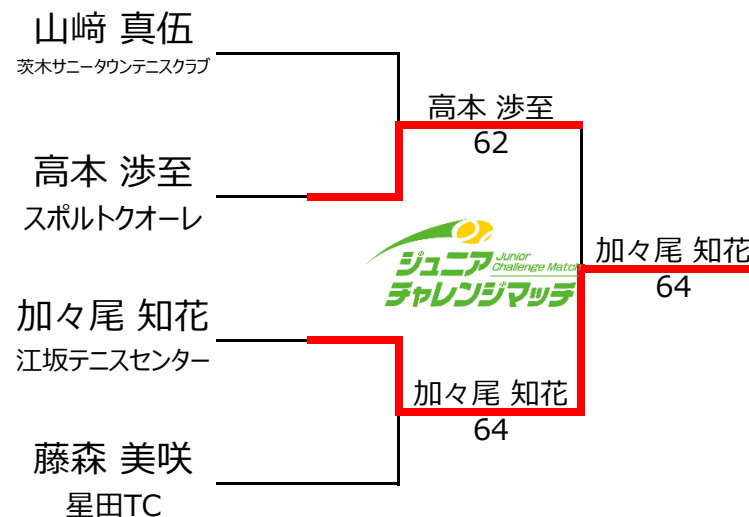 山﨑 真伍
茨木サニータウンテニスクラブ
高本 渉至
62
高本 渉至
スポルトクオーレ
ジュニア Junior Challenge Match
チャレンジマッチ
加々尾 知花
64
加々尾 知花
江坂テニスセンター
加々尾 知花
64
藤森 美咲
星田TC